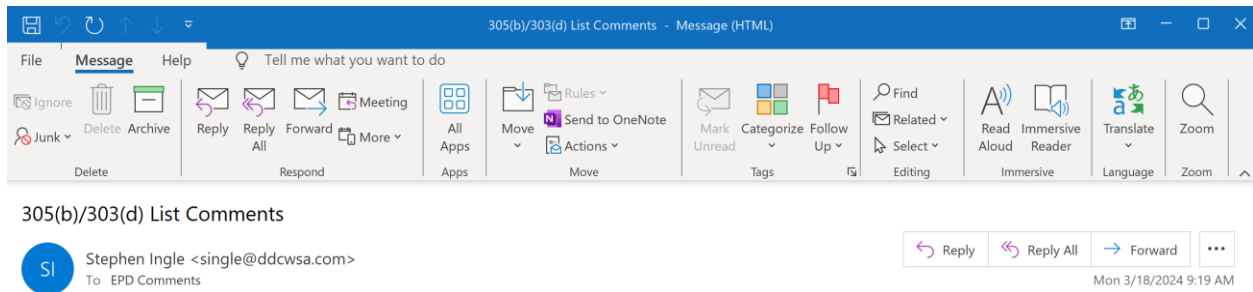 305(b)/303(d) List Comments - Message (HTML)
File Message Help Tell me what you want to do
Ignore
Junk
Delete
Archive
Reply
Reply All
Forward
Meeting
More
All Apps
Move
Rules
Send to OneNote
Actions
Mark Unread
Categorize
Follow Up
Find
Related
Select
Read Aloud
Immersive Reader
Translate
Zoom
Delete Respond Apps Move Tags Editing Immersive Language Zoom
305(b)/303(d) List Comments
SI
Stephen Ingle <single@ddcwsa.com>
To EPD Comments
Reply Reply All Forward
Mon 3/18/2024 9:19 AM